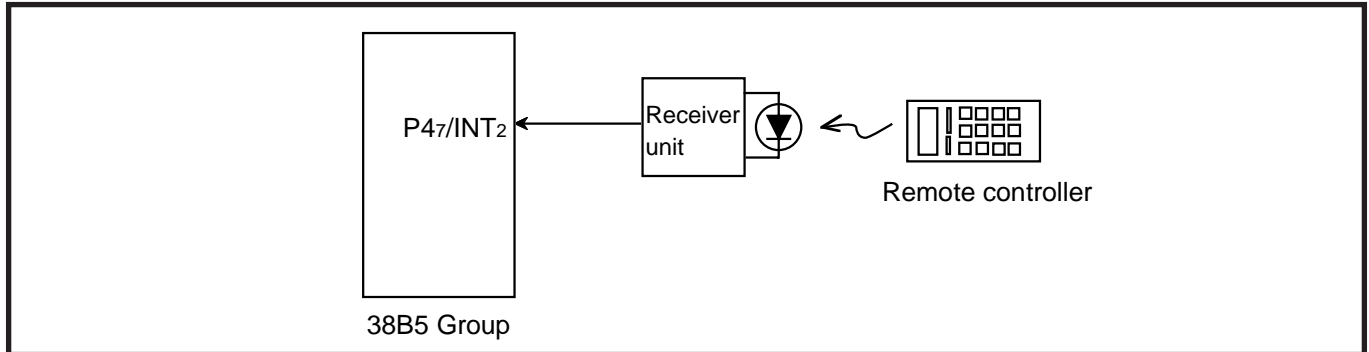 P47/INT2
Receiver
unit
Remote controller
38B5 Group